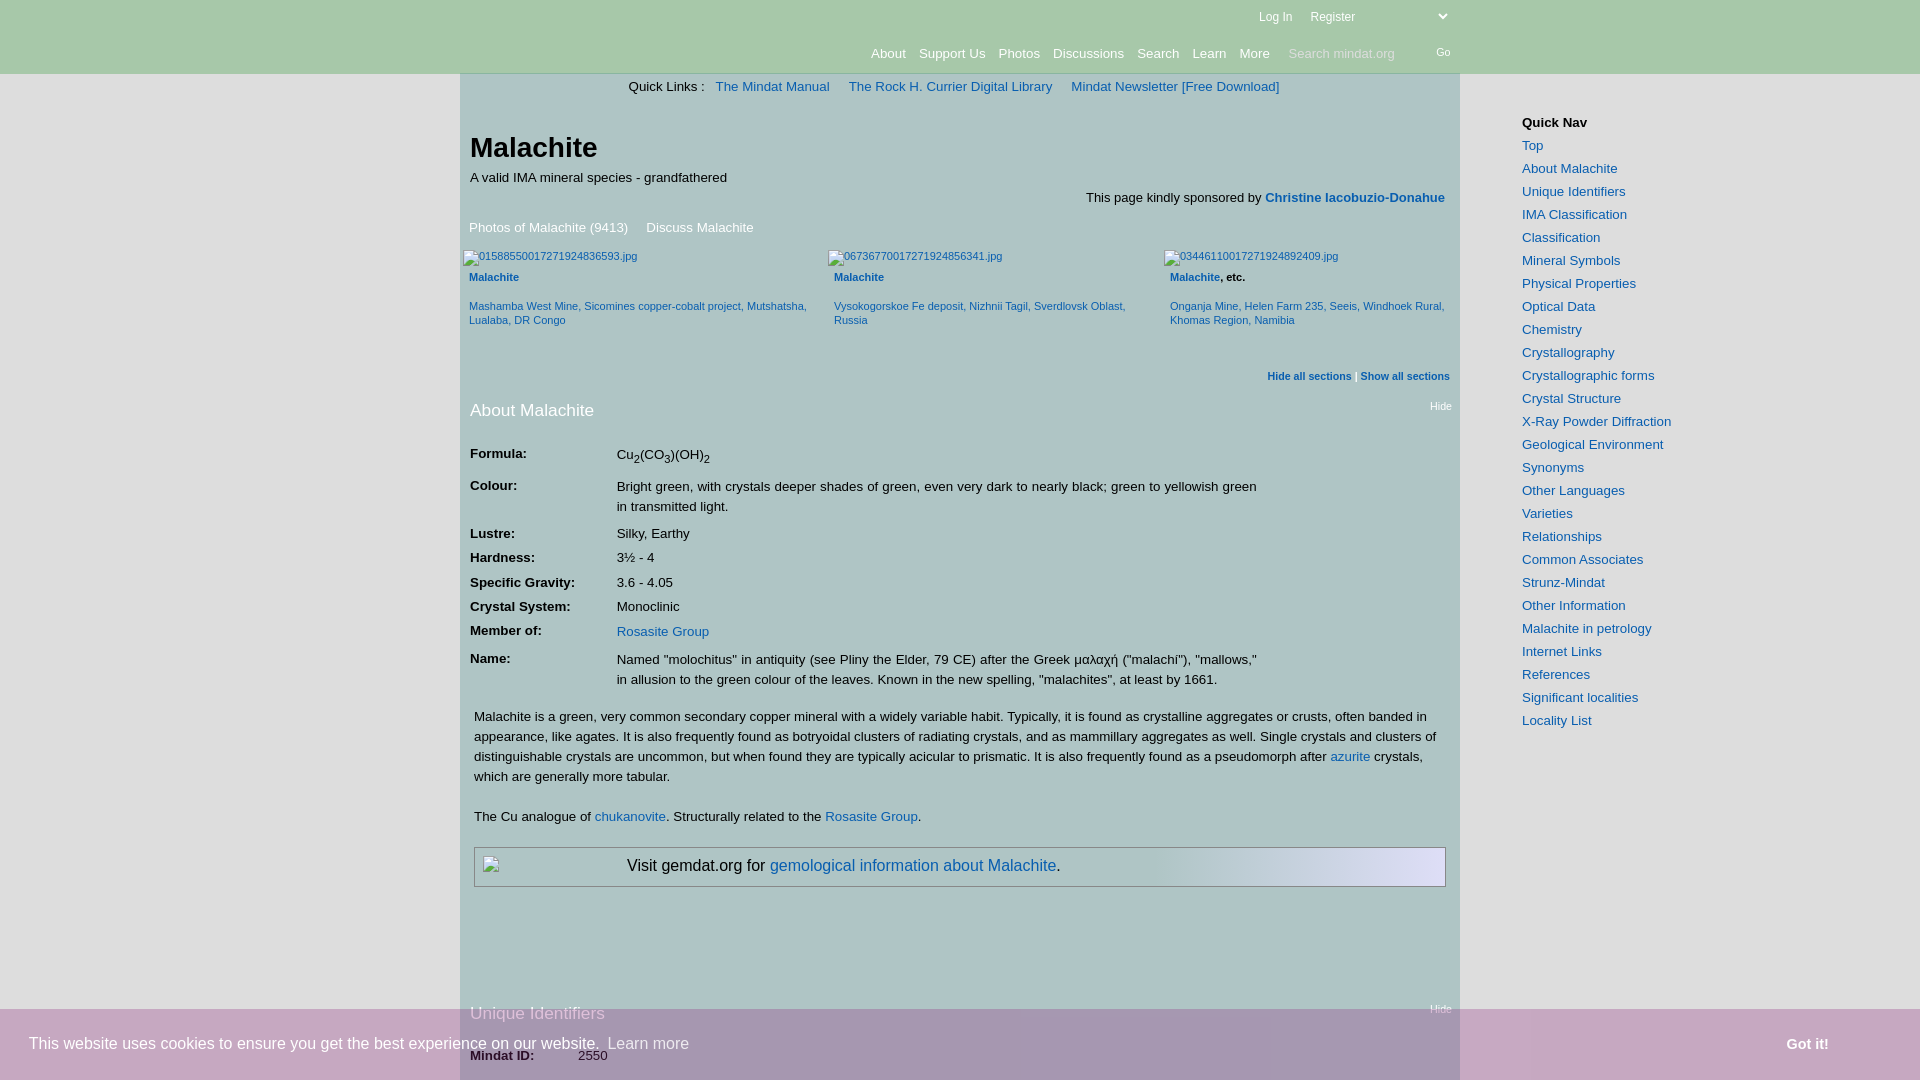 Log In Register
About Support Us Photos Discussions Search Learn More Search mindat.org Go
Quick Links : The Mindat Manual The Rock H. Currier Digital Library Mindat Newsletter [Free Download]
Malachite
A valid IMA mineral species - grandfathered
This page kindly sponsored by Christine Iacobuzio-Donahue
Photos of Malachite (9413) Discuss Malachite
01588550017271924836593.jpg
Malachite
Mashamba West Mine, Sicomines copper-cobalt project, Mutshatsha,
Lualaba, DR Congo
06736770017271924856341.jpg
Malachite
Vysokogorskoe Fe deposit, Nizhnii Tagil, Sverdlovsk Oblast,
Russia
03446110017271924892409.jpg
Malachite, etc.
Onganja Mine, Helen Farm 235, Seeis, Windhoek Rural,
Khomas Region, Namibia
Hide all sections | Show all sections
About Malachite Hide
Formula: Cu2(CO3)(OH)2
Colour: Bright green, with crystals deeper shades of green, even very dark to nearly black; green to yellowish green
in transmitted light.
Lustre: Silky, Earthy
Hardness: 3½ - 4
Specific Gravity: 3.6 - 4.05
Crystal System: Monoclinic
Member of: Rosasite Group
Name: Named "molochitus" in antiquity (see Pliny the Elder, 79 CE) after the Greek μαλαχή ("malachí"), "mallows,"
in allusion to the green colour of the leaves. Known in the new spelling, "malachites", at least by 1661.
Malachite is a green, very common secondary copper mineral with a widely variable habit. Typically, it is found as crystalline aggregates or crusts, often banded in
appearance, like agates. It is also frequently found as botryoidal clusters of radiating crystals, and as mammillary aggregates as well. Single crystals and clusters of
distinguishable crystals are uncommon, but when found they are typically acicular to prismatic. It is also frequently found as a pseudomorph after azurite crystals,
which are generally more tabular.
The Cu analogue of chukanovite. Structurally related to the Rosasite Group.
Visit gemdat.org for gemological information about Malachite.
Unique Identifiers Hide
Mindat ID: 2550
This website uses cookies to ensure you get the best experience on our website. Learn more
Got it!
Quick Nav
Top
About Malachite
Unique Identifiers
IMA Classification
Classification
Mineral Symbols
Physical Properties
Optical Data
Chemistry
Crystallography
Crystallographic forms
Crystal Structure
X-Ray Powder Diffraction
Geological Environment
Synonyms
Other Languages
Varieties
Relationships
Common Associates
Strunz-Mindat
Other Information
Malachite in petrology
Internet Links
References
Significant localities
Locality List